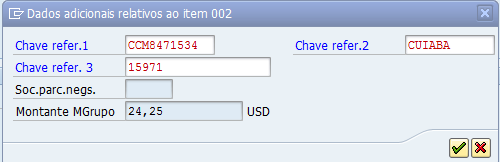 Dados adicionais relativos ao item 002
Chave refer.1 CCM8471534 Chave refer.2 CUIABA
Chave refer. 3 15971
Soc.parc.negs.
Montante MGrupo 24,25 USD